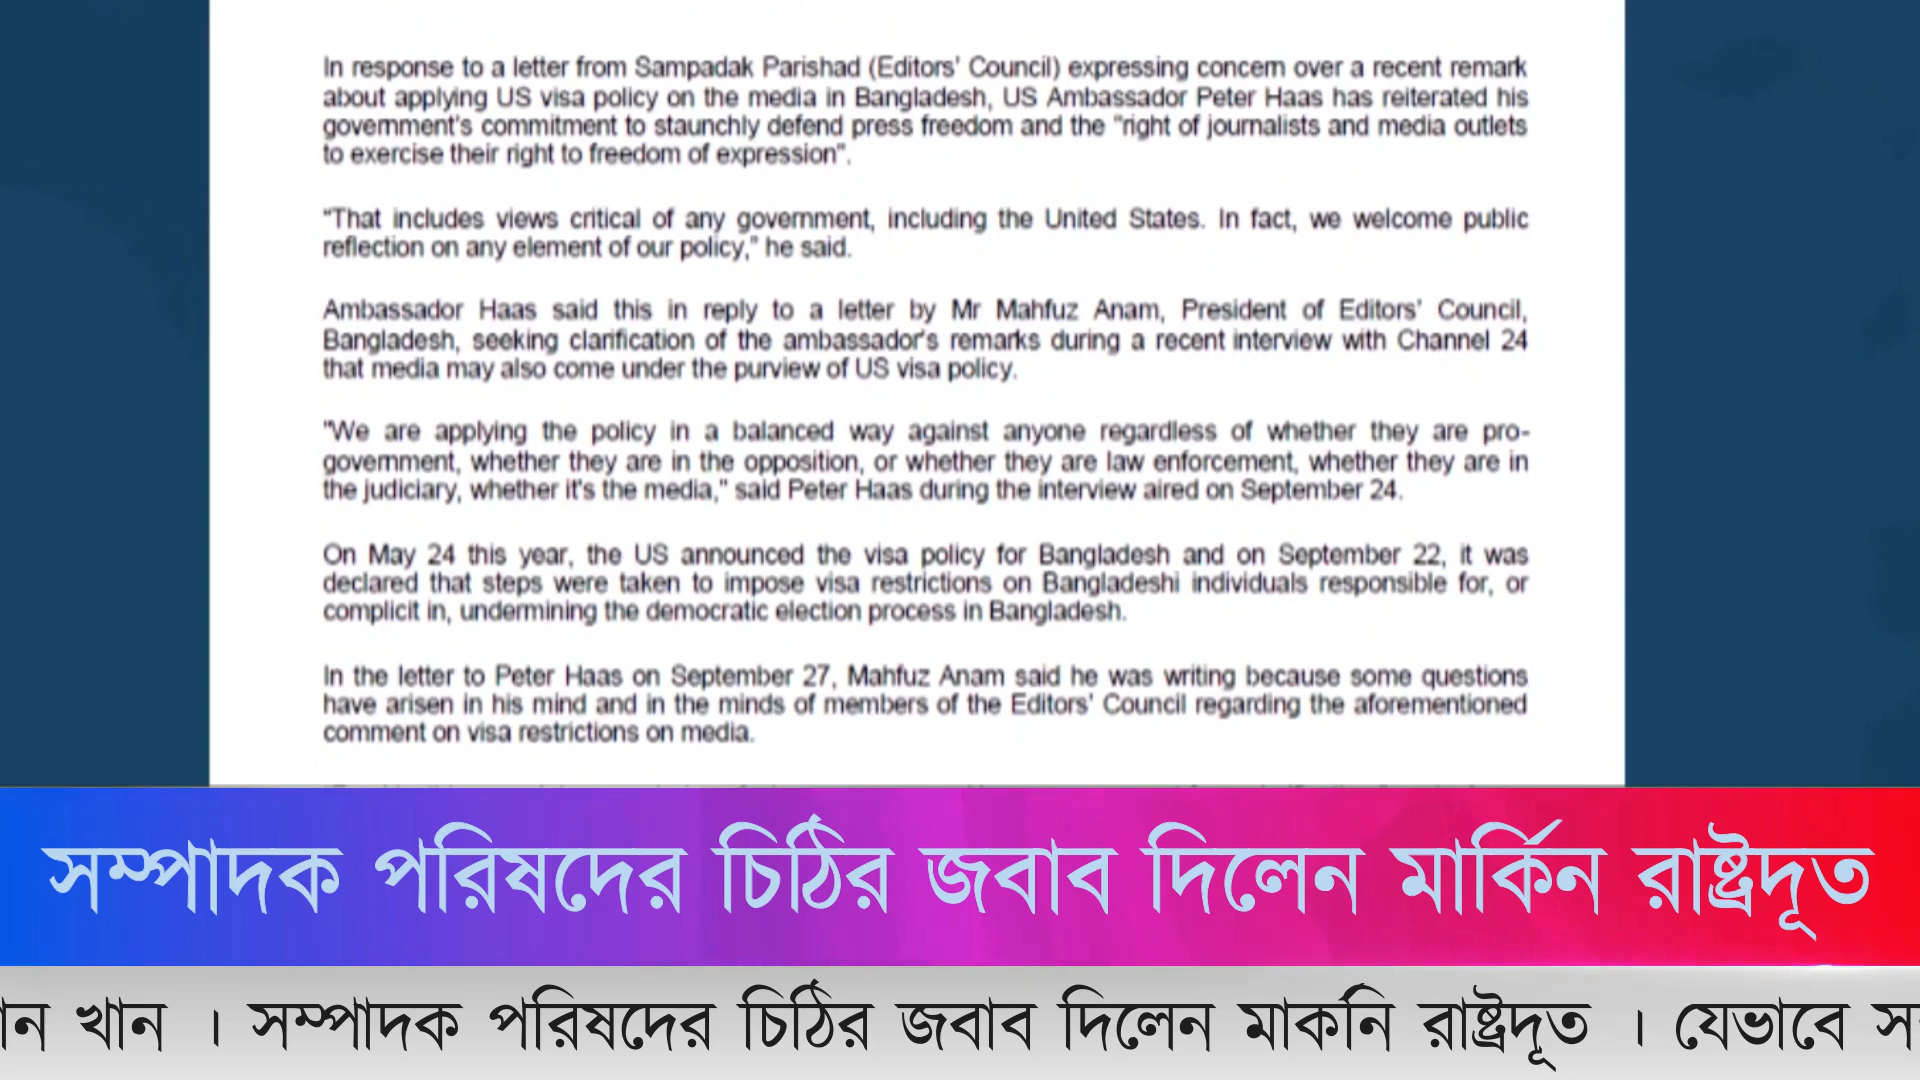 In response to a letter from Sampadak Parishad (Editors' Council) expressing concern over a recent remark
about applying US visa policy on the media in Bangladesh, US Ambassador Peter Haas has reiterated his
government's commitment to staunchly defend press freedom and the "right of journalists and media outlets
to exercise their right to freedom of expression".
"That includes views critical of any government, including the United States. In fact, we welcome public
reflection on any element of our policy," he said.
Ambassador Haas said this in reply to a letter by Mr Mahfuz Anam, President of Editors' Council,
Bangladesh, seeking clarification of the ambassador's remarks during a recent interview with Channel 24
that media may also come under the purview of US visa policy.
"We are applying the policy in a balanced way against anyone regardless of whether they are pro-
government, whether they are in the opposition, or whether they are law enforcement, whether they are in
the judiciary, whether it's the media," said Peter Haas during the interview aired on September 24.
On May 24 this year, the US announced the visa policy for Bangladesh and on September 22, it was
declared that steps were taken to impose visa restrictions on Bangladeshi individuals responsible for, or
complicit in, undermining the democratic election process in Bangladesh.
In the letter to Peter Haas on September 27, Mahfuz Anam said he was writing because some questions
have arisen in his mind and in the minds of members of the Editors' Council regarding the aforementioned
comment on visa restrictions on media.
সম্পাদক পরিষদের চিঠির জবাব দিলেন মার্কিন রাষ্ট্রদূত
খান । সম্পাদক পরিষদের চিঠির জবাব দিলেন মাকনি রাষ্ট্রদূত । যেভাবে